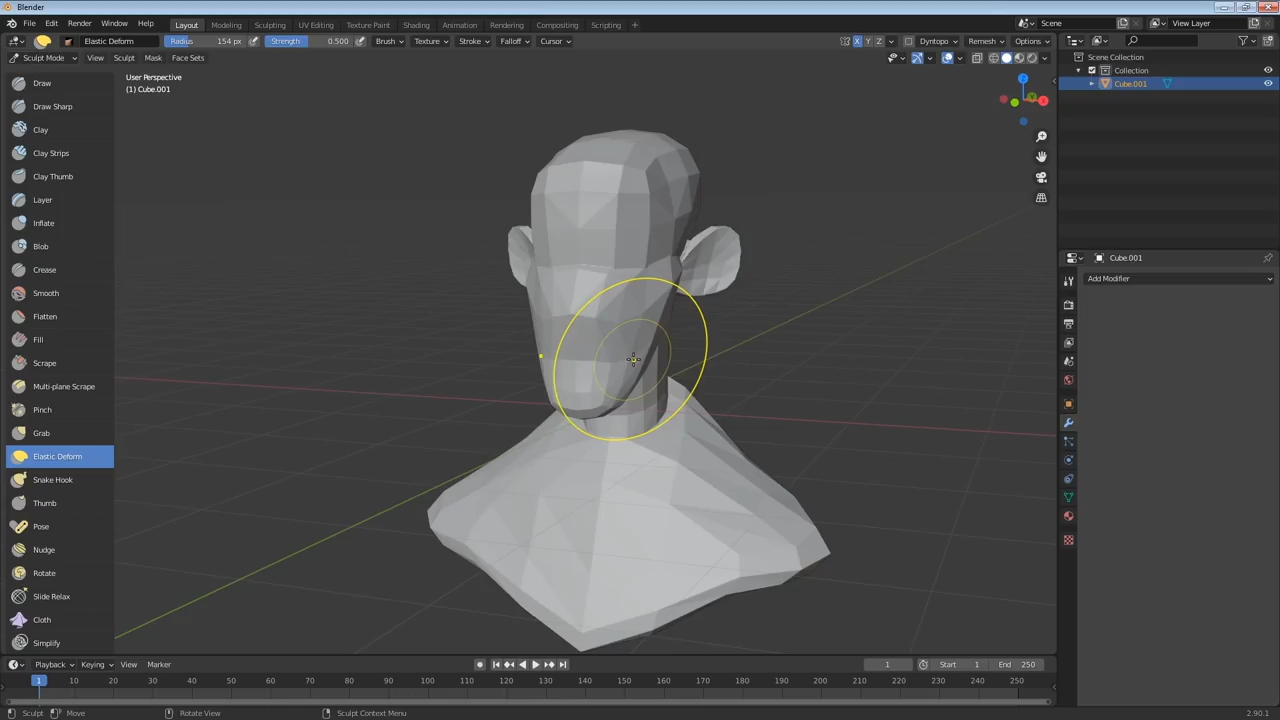 Blender
File Edit Render Window Help Layout Modeling Sculpting UV Editing Texture Paint Shading Animation Rendering Compositing Scripting + Scene View Layer
Elastic Deform Radius 154 px Strength 0.500 Brush Texture Stroke Falloff Cursor X Y Z Dyntopo Remesh Options
Sculpt Mode View Sculpt Mask Face Sets
Scene Collection
Collection
Cube.001
User Perspective
(1) Cube.001
Draw
Draw Sharp
Clay
Clay Strips
Clay Thumb
Layer
Inflate
Blob
Crease
Smooth
Flatten
Fill
Scrape
Multi-plane Scrape
Pinch
Grab
Elastic Deform
Snake Hook
Thumb
Pose
Nudge
Rotate
Slide Relax
Cloth
Simplify
Z
X
Y
Cube.001
Add Modifier
Playback Keying View Marker 1 Start 1 End 250
1 10 20 30 40 50 60 70 80 90 100 110 120 130 140 150 160 170 180 190 200 210 220 230 240 250
Sculpt Move Rotate View Sculpt Context Menu 2.90.1